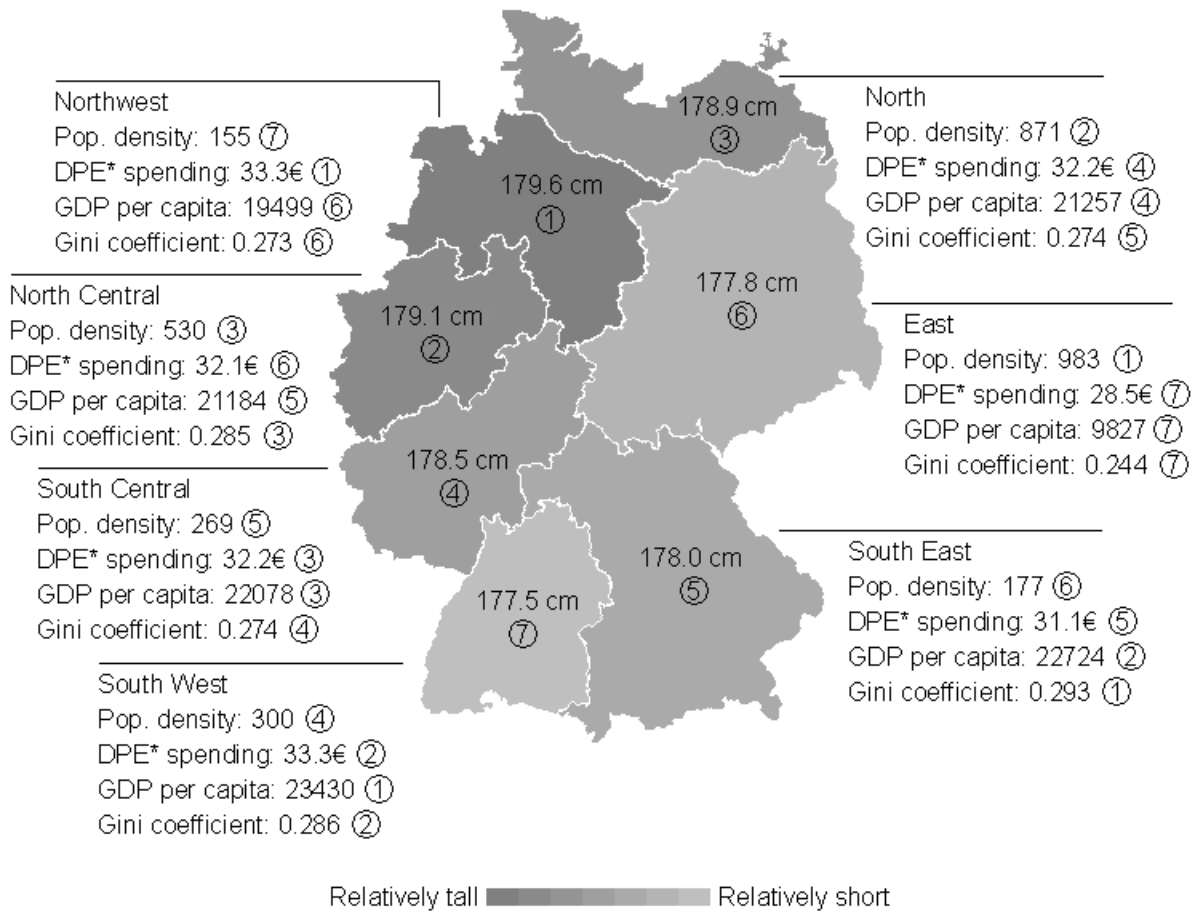 Northwest
Pop. density: 155 ⑦
DPE* spending: 33.3€ ①
GDP per capita: 19499 ⑥
Gini coefficient: 0.273 ⑥
North Central
Pop. density: 530 ③
DPE* spending: 32.1€ ⑥
GDP per capita: 21184 ⑤
Gini coefficient: 0.285 ③
South Central
Pop. density: 269 ⑤
DPE* spending: 32.2€ ③
GDP per capita: 22078 ③
Gini coefficient: 0.274 ④
South West
Pop. density: 300 ④
DPE* spending: 33.3€ ②
GDP per capita: 23430 ①
Gini coefficient: 0.286 ②
178.9 cm
③
179.6 cm
①
177.8 cm
⑥
179.1 cm
②
178.5 cm
④
178.0 cm
⑤
177.5 cm
⑦
North
Pop. density: 871 ②
DPE* spending: 32.2€ ④
GDP per capita: 21257 ④
Gini coefficient: 0.274 ⑤
East
Pop. density: 983 ①
DPE* spending: 28.5€ ⑦
GDP per capita: 9827 ⑦
Gini coefficient: 0.244 ⑦
South East
Pop. density: 177 ⑥
DPE* spending: 31.1€ ⑤
GDP per capita: 22724 ②
Gini coefficient: 0.293 ①
Relatively tall Relatively short